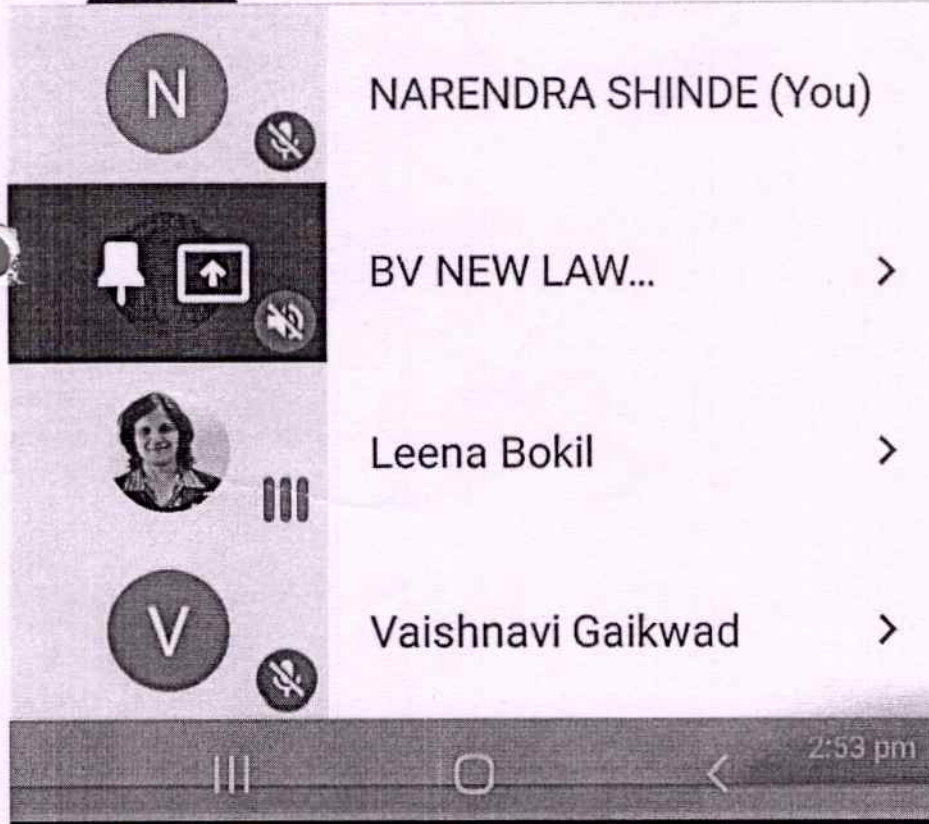 N
NARENDRA SHINDE (You)
BV NEW LAW...
Leena Bokil
V
Vaishnavi Gaikwad
2:53 pm